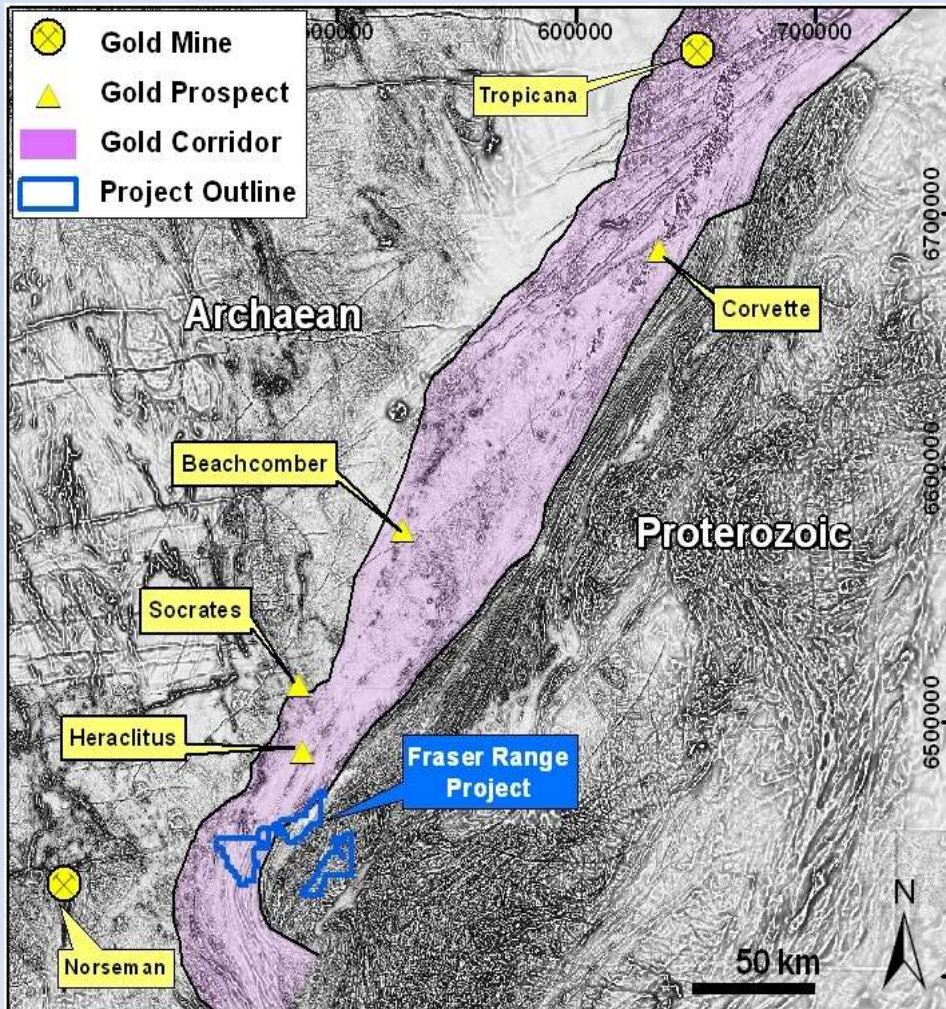 Gold Mine
Gold Prospect
Gold Corridor
Project Outline
600000
700000
Tropicana
6700000
Corvette
Archaean
Beachcomber
6600000
Proterozoic
Socrates
Heraclitus
6500000
Fraser Range
Project
Norseman
N
50 km